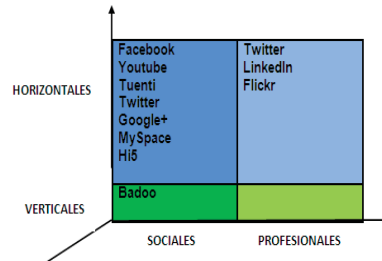 HORIZONTALES
Facebook
Youtube
Tuenti
Twitter
Google+
MySpace
Hi5
Twitter
LinkedIn
Flickr
VERTICALES
Badoo
SOCIALES
PROFESIONALES